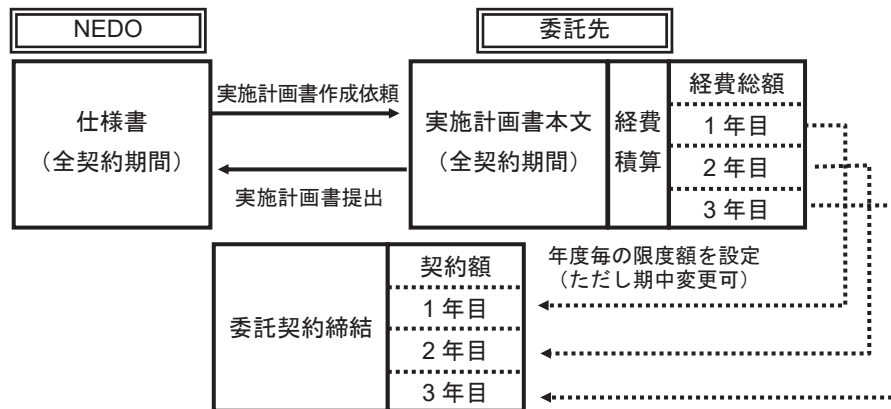 NEDO
委託先
仕様書
（全契約期間）
実施計画書作成依頼
実施計画書提出
実施計画書本文
（全契約期間）
経費
積算
経費総額
1 年目
2 年目
3 年目
年度毎の限度額を設定
（ただし期中変更可）
委託契約締結
契約額
1 年目
2 年目
3 年目